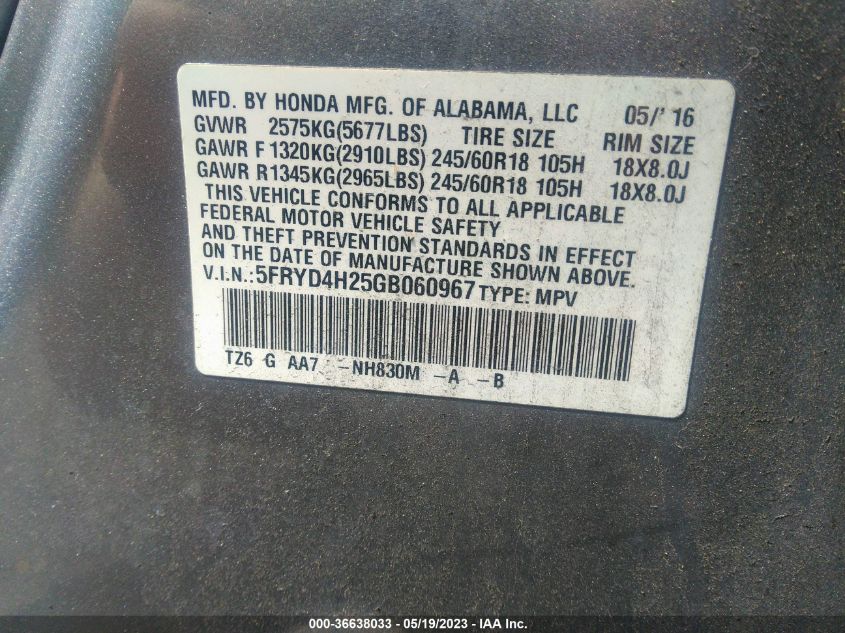 MFD. BY HONDA MFG. OF ALABAMA, LLC 05/' 16
GVWR 2575KG(5677LBS) TIRE SIZE RIM SIZE
GAWR F 1320KG(2910LBS) 245/60R18 105H 18X8.0J
GAWR R1345KG(2965LBS) 245/60R18 105H 18X8.0J
THIS VEHICLE CONFORMS TO ALL APPLICABLE
FEDERAL MOTOR VEHICLE SAFETY
AND THEFT PREVENTION STANDARDS IN EFFECT
ON THE DATE OF MANUFACTURE SHOWN ABOVE.
V.I.N.:5FRYD4H25GB060967 TYPE: MPV
TZ6 G AA7 -NH830M -A -B
000-36638033 - 05/19/2023 - IAA Inc.